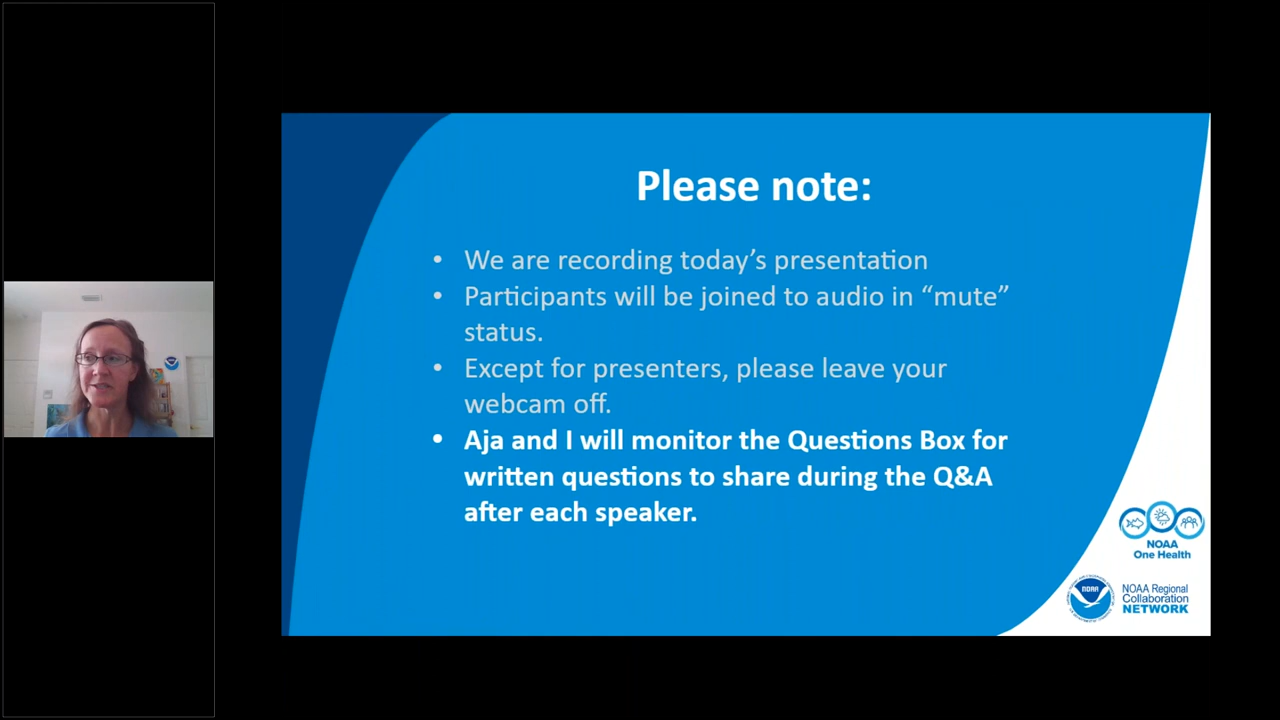 Please note:
• We are recording today’s presentation
• Participants will be joined to audio in “mute”
status.
• Except for presenters, please leave your
webcam off.
• Aja and I will monitor the Questions Box for
written questions to share during the Q&A
after each speaker.
NOAA
One Health
NOAA
NOAA Regional
Collaboration
NETWORK